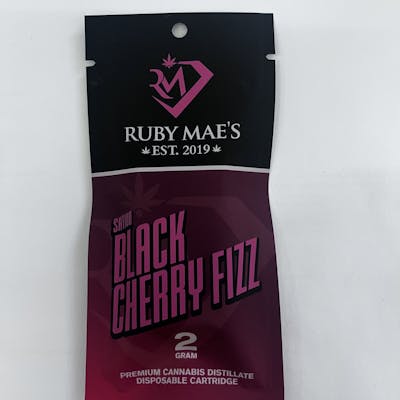 RM
RUBY MAE'S
EST. 2019
SATIVA
BLACK
CHERRY FIZZ
2
GRAM
PREMIUM CANNABIS DISTILLATE
DISPOSABLE CARTRIDGE